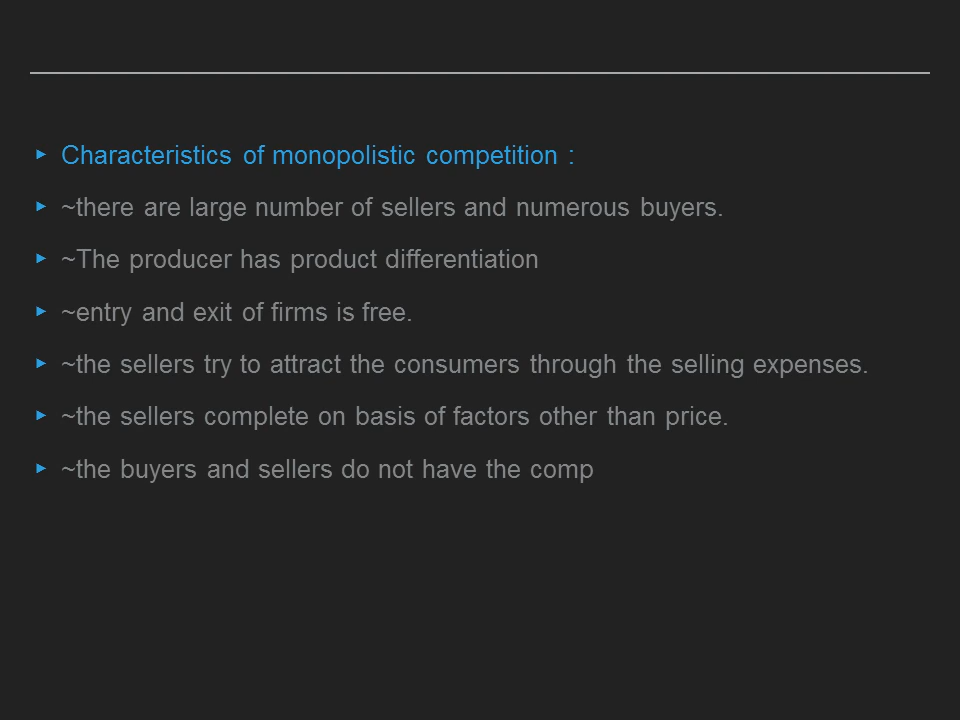 ▸ Characteristics of monopolistic competition :
▸ ~there are large number of sellers and numerous buyers.
▸ ~The producer has product differentiation
▸ ~entry and exit of firms is free.
▸ ~the sellers try to attract the consumers through the selling expenses.
▸ ~the sellers complete on basis of factors other than price.
▸ ~the buyers and sellers do not have the comp